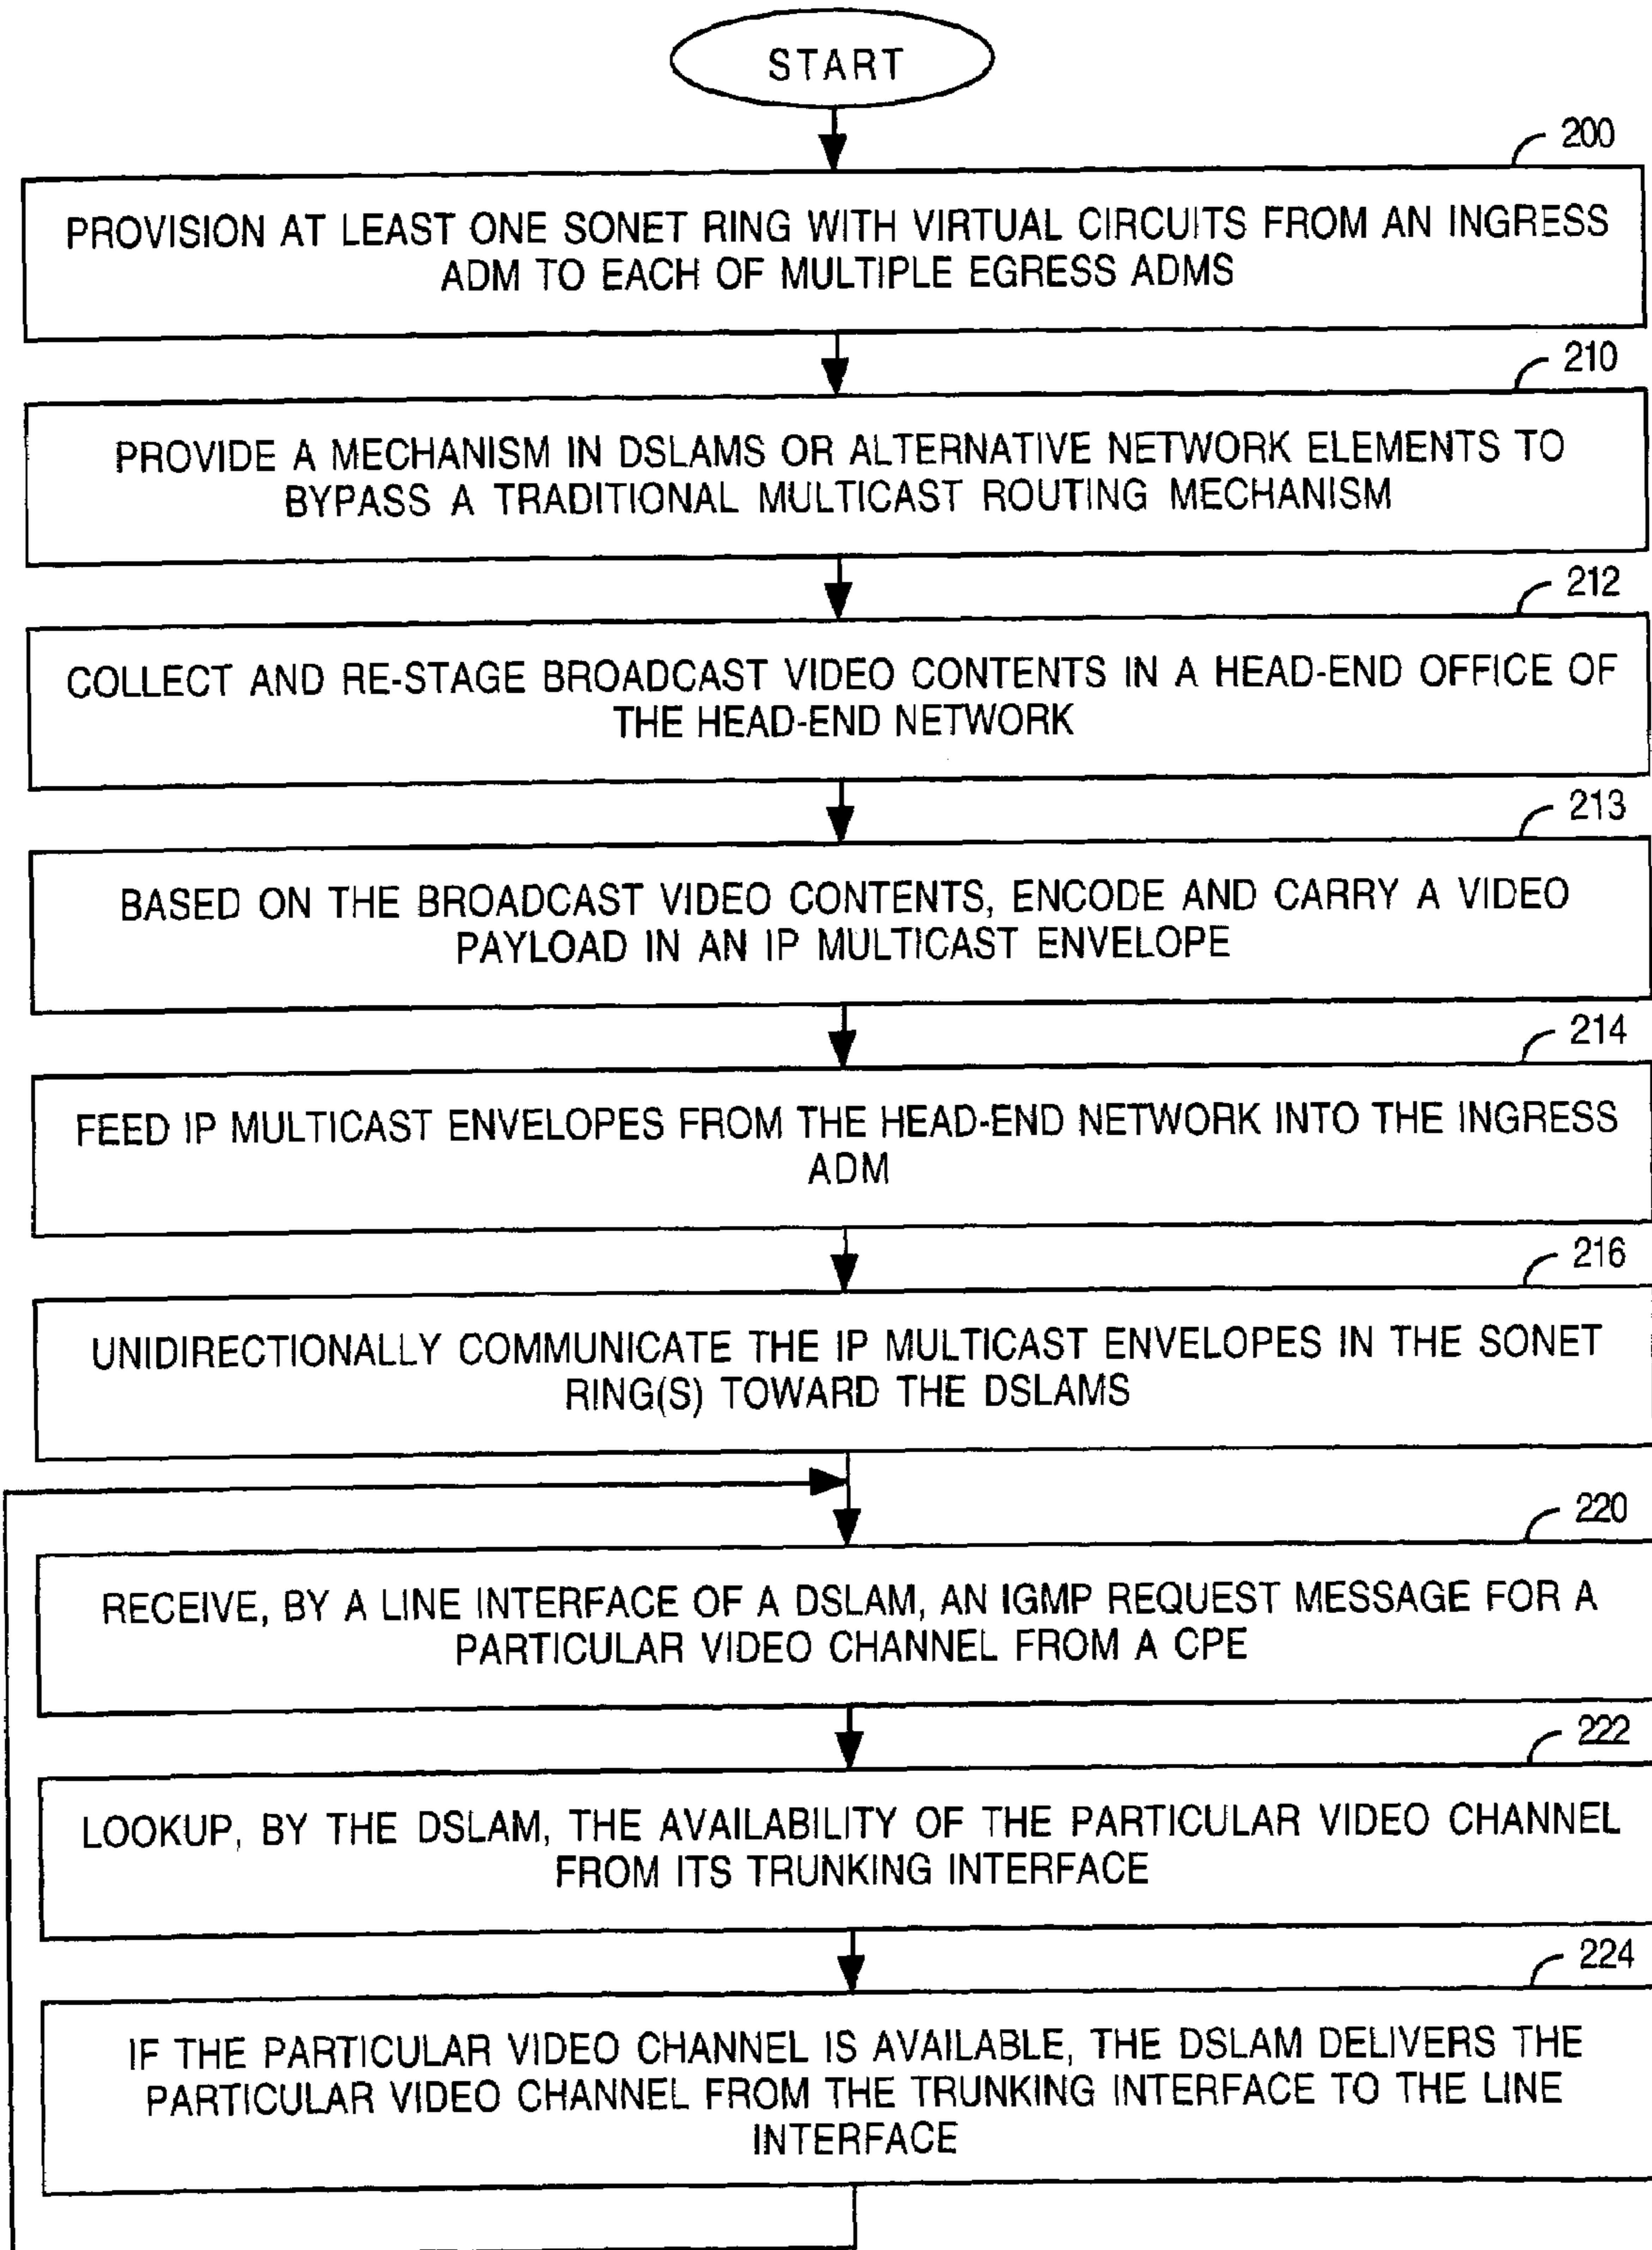 START
200
PROVISION AT LEAST ONE SONET RING WITH VIRTUAL CIRCUITS FROM AN INGRESS
ADM TO EACH OF MULTIPLE EGRESS ADMS
210
PROVIDE A MECHANISM IN DSLAMS OR ALTERNATIVE NETWORK ELEMENTS TO
BYPASS A TRADITIONAL MULTICAST ROUTING MECHANISM
212
COLLECT AND RE-STAGE BROADCAST VIDEO CONTENTS IN A HEAD-END OFFICE OF
THE HEAD-END NETWORK
213
BASED ON THE BROADCAST VIDEO CONTENTS, ENCODE AND CARRY A VIDEO
PAYLOAD IN AN IP MULTICAST ENVELOPE
214
FEED IP MULTICAST ENVELOPES FROM THE HEAD-END NETWORK INTO THE INGRESS
ADM
216
UNIDIRECTIONALLY COMMUNICATE THE IP MULTICAST ENVELOPES IN THE SONET
RING(S) TOWARD THE DSLAMS
220
RECEIVE, BY A LINE INTERFACE OF A DSLAM, AN IGMP REQUEST MESSAGE FOR A
PARTICULAR VIDEO CHANNEL FROM A CPE
222
LOOKUP, BY THE DSLAM, THE AVAILABILITY OF THE PARTICULAR VIDEO CHANNEL
FROM ITS TRUNKING INTERFACE
224
IF THE PARTICULAR VIDEO CHANNEL IS AVAILABLE, THE DSLAM DELIVERS THE
PARTICULAR VIDEO CHANNEL FROM THE TRUNKING INTERFACE TO THE LINE
INTERFACE